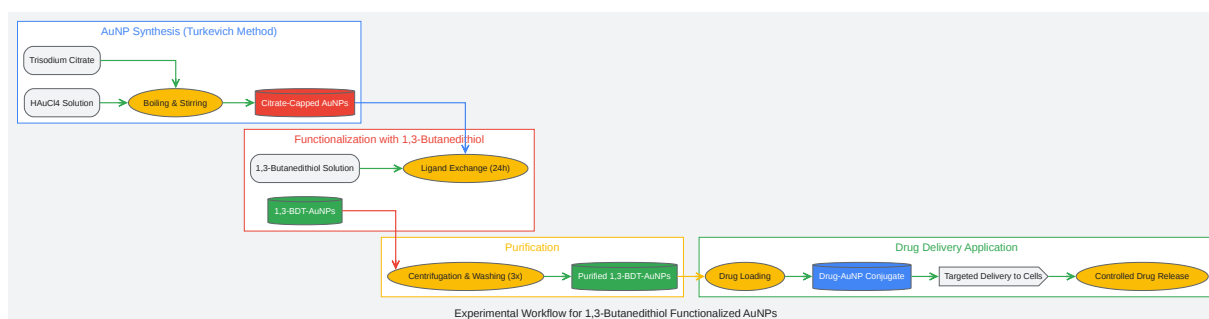 AuNP Synthesis (Turkevich Method)
Trisodium Citrate
HAuCl4 Solution
Boiling & Stirring
Citrate-Capped AuNPs
Functionalization with 1,3-Butanedithiol
1,3-Butanedithiol Solution
Ligand Exchange (24h)
1,3-BDT-AuNPs
Purification
Centrifugation & Washing (3x)
Purified 1,3-BDT-AuNPs
Drug Delivery Application
Drug Loading
Drug-AuNP Conjugate
Targeted Delivery to Cells
Controlled Drug Release
Experimental Workflow for 1,3-Butanedithiol Functionalized AuNPs